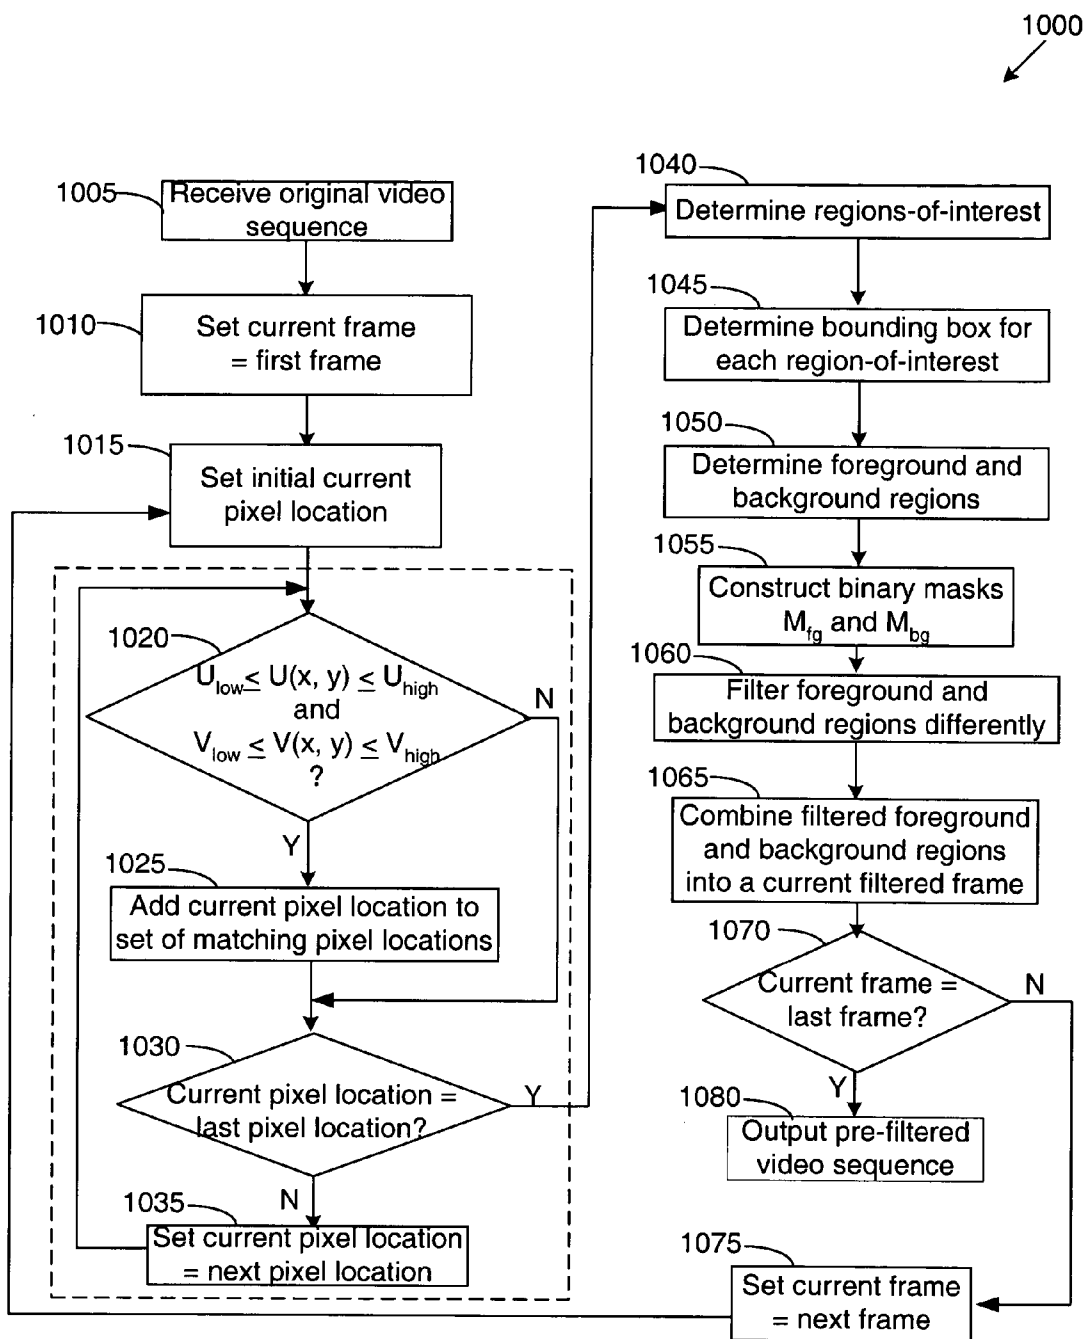 1000
1005
Receive original video
sequence
1010
Set current frame
= first frame
1015
Set initial current
pixel location
1020
U_low ≤ U(x, y) ≤ U_high
and
V_low ≤ V(x, y) ≤ V_high
?
N
Y
1025
Add current pixel location to
set of matching pixel locations
1030
Current pixel location =
last pixel location?
Y
N
1035
Set current pixel location
= next pixel location
1040
Determine regions-of-interest
1045
Determine bounding box for
each region-of-interest
1050
Determine foreground and
background regions
1055
Construct binary masks
M_fg and M_bg
1060
Filter foreground and
background regions differently
1065
Combine filtered foreground
and background regions
into a current filtered frame
1070
Current frame =
last frame?
N
Y
1080
Output pre-filtered
video sequence
1075
Set current frame
= next frame